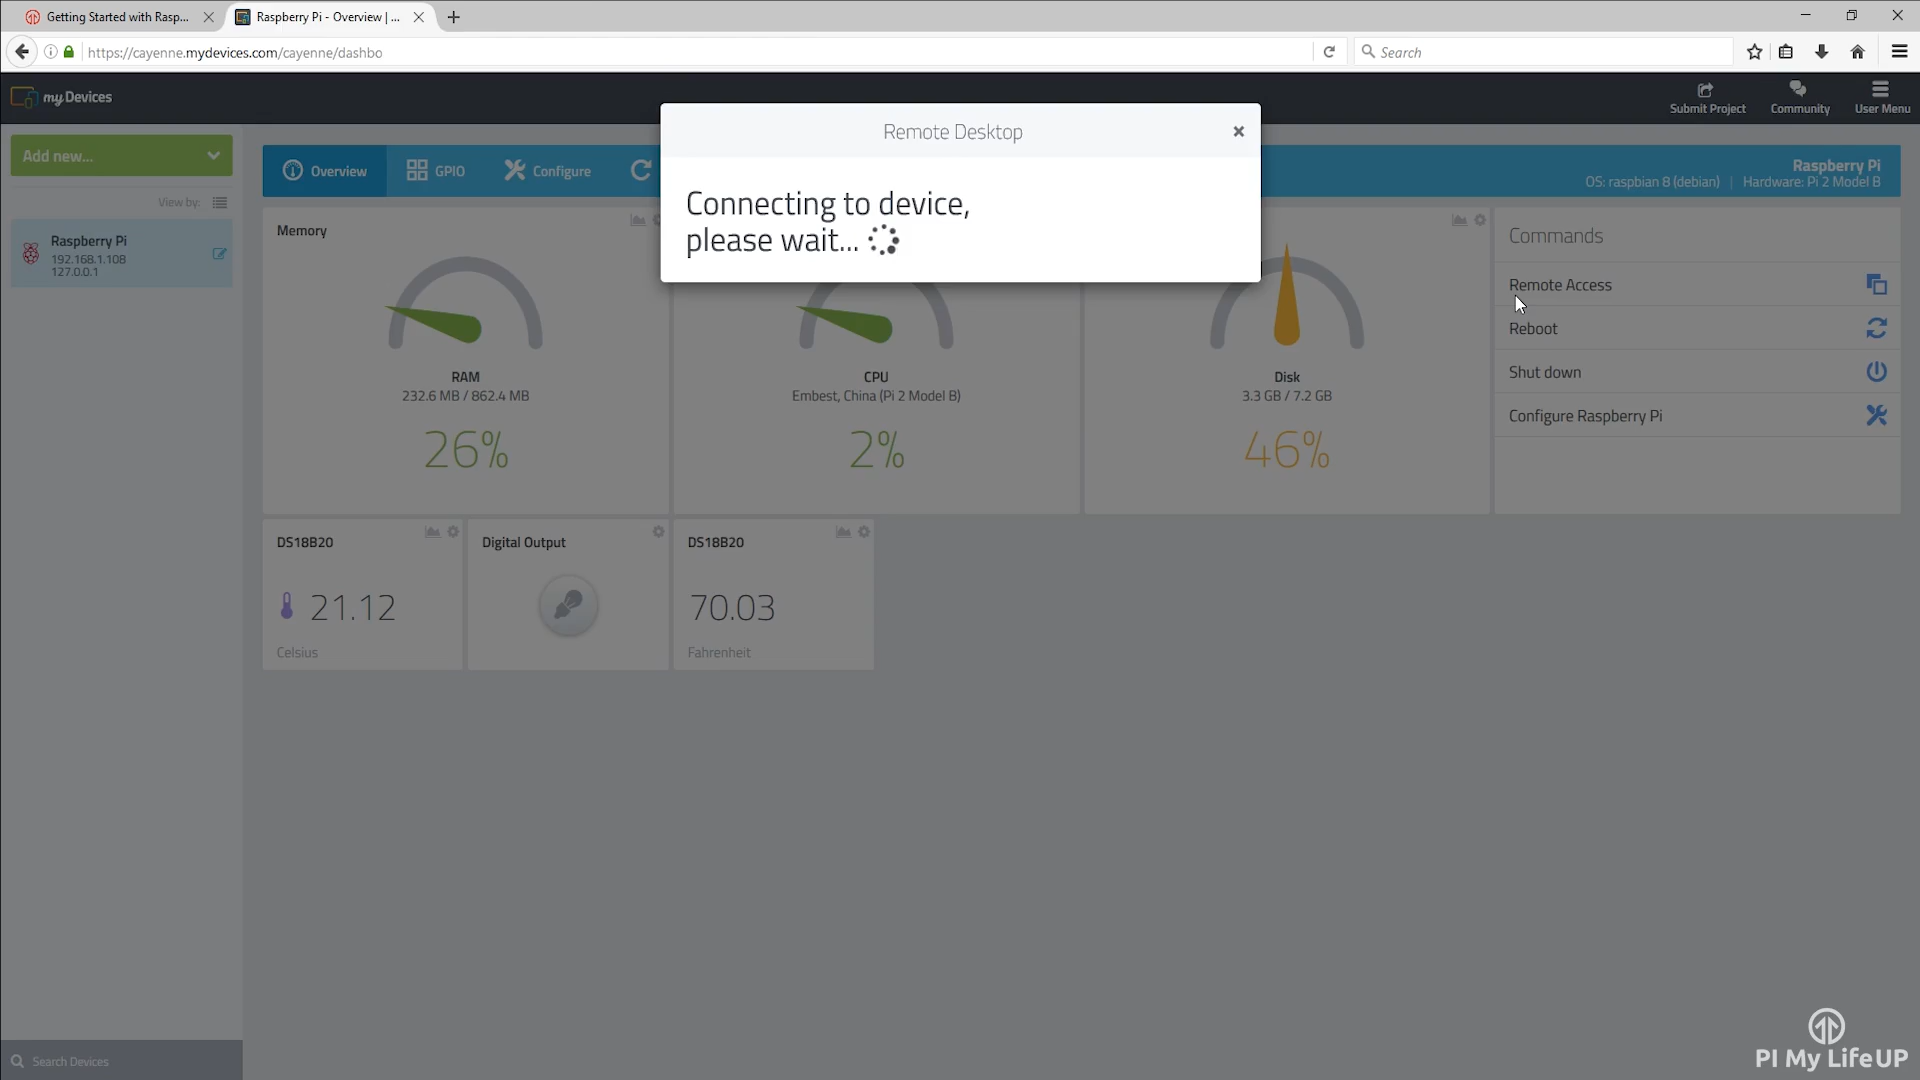 Getting Started with Rasp...
Raspberry Pi - Overview | ...
https://cayenne.mydevices.com/cayenne/dashbo
Search
my Devices
Submit Project
Community
User Menu
Remote Desktop
Connecting to device,
please wait...
Add new...
View by:
Raspberry Pi
192.168.1.108
127.0.0.1
Overview
GPIO
Configure
Raspberry Pi
OS: raspbian 8 (debian) | Hardware: Pi 2 Model B
Memory
RAM
232.6 MB / 862.4 MB
26%
CPU
Embest, China (Pi 2 Model B)
2%
Disk
3.3 GB / 7.2 GB
46%
Commands
Remote Access
Reboot
Shut down
Configure Raspberry Pi
DS18B20
21.12
Celsius
Digital Output
DS18B20
70.03
Fahrenheit
Search Devices
PI My LifeUP